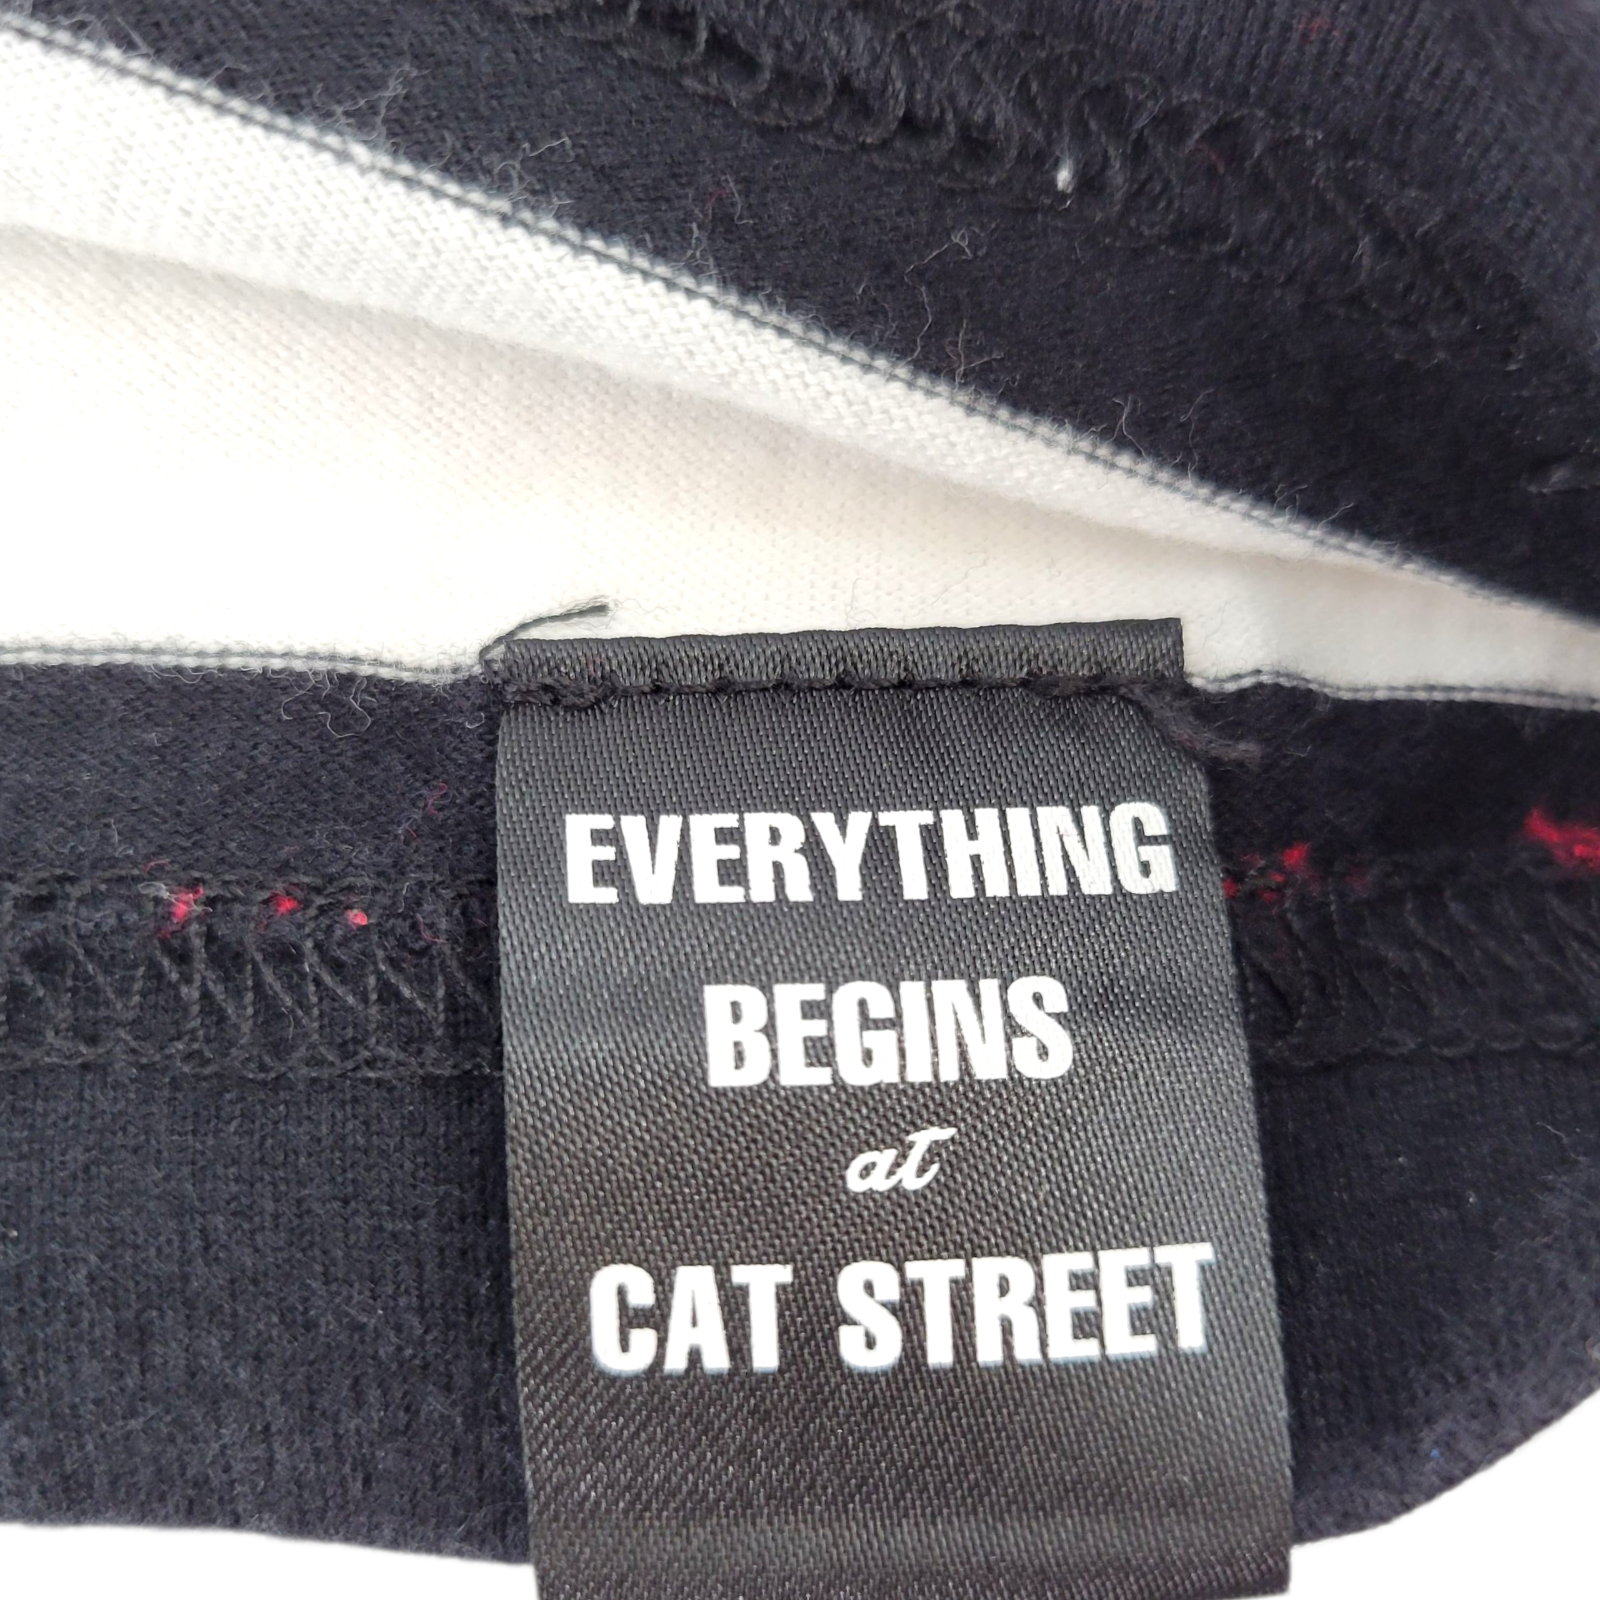 EVERYTHING
BEGINS
at
CAT STREET